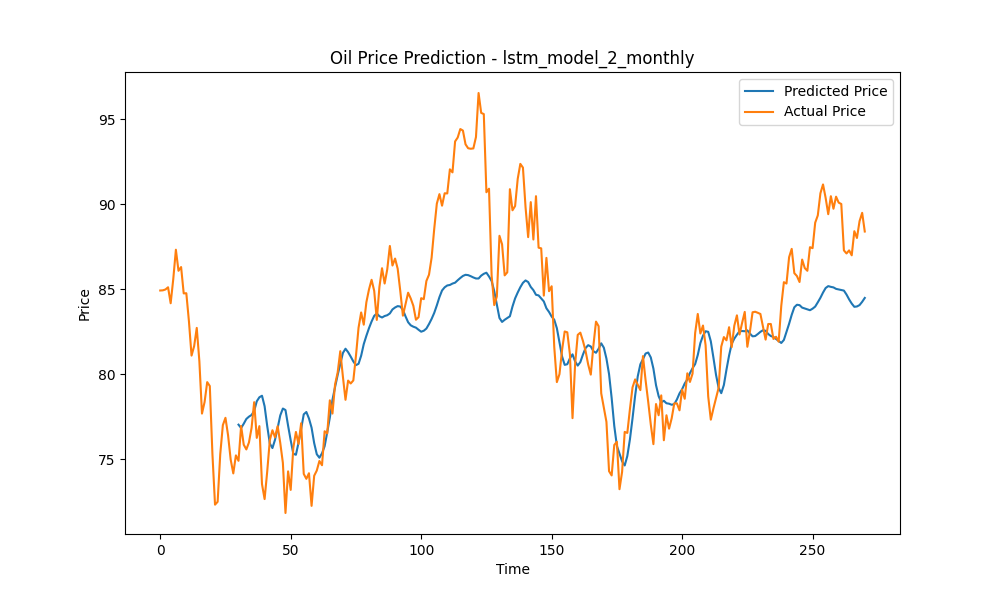 Oil Price Prediction - lstm_model_2_monthly
Predicted Price
Actual Price
95
90
85
80
75
Price
0 50 100 150 200 250
Time